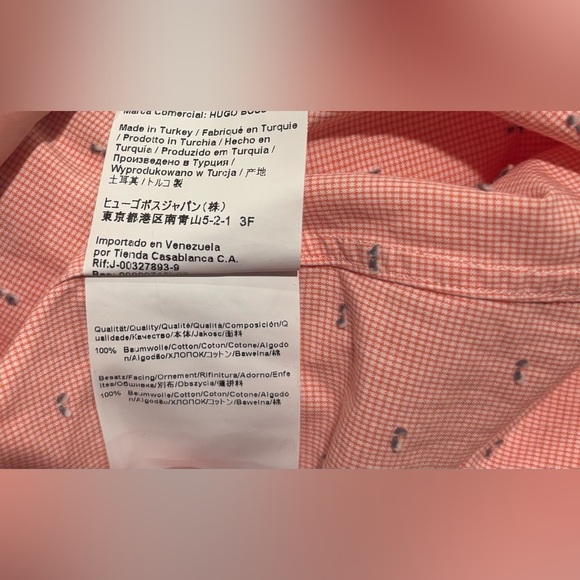 Marca Comercial: HUGO BOSS
Made in Turkey / Fabriqué en Turquie
/ Prodotto in Turchia / Hecho en
Turquía / Produzido em Turquia /
Произведено в Турции /
Wyprodukowano w Turcja / 产地
土耳其 / トルコ 製
ヒューゴボスジャパン(株)
東京都港区南青山5-2-1 3F
Importado en Venezuela
por Tienda Casablanca C.A.
Rif:J-00327893-9
Qualität/Quality/Qualité/Qualità/Composición/Q
ualidade/Качество/本体/Jakosc/面料
100% Baumwolle/Cotton/Coton/Cotone/Algodo
n/Algodão/ХЛОПОК/コットン/Bawelna/棉
Besatz/Facing/Ornement/Rifinitura/Adorno/Enfe
ites/Обшивка/別布/Obszycia/镶拼料
100% Baumwolle/Cotton/Coton/Cotone/Algodo
n/Algodão/ХЛОПОК/コットン/Bawelna/棉